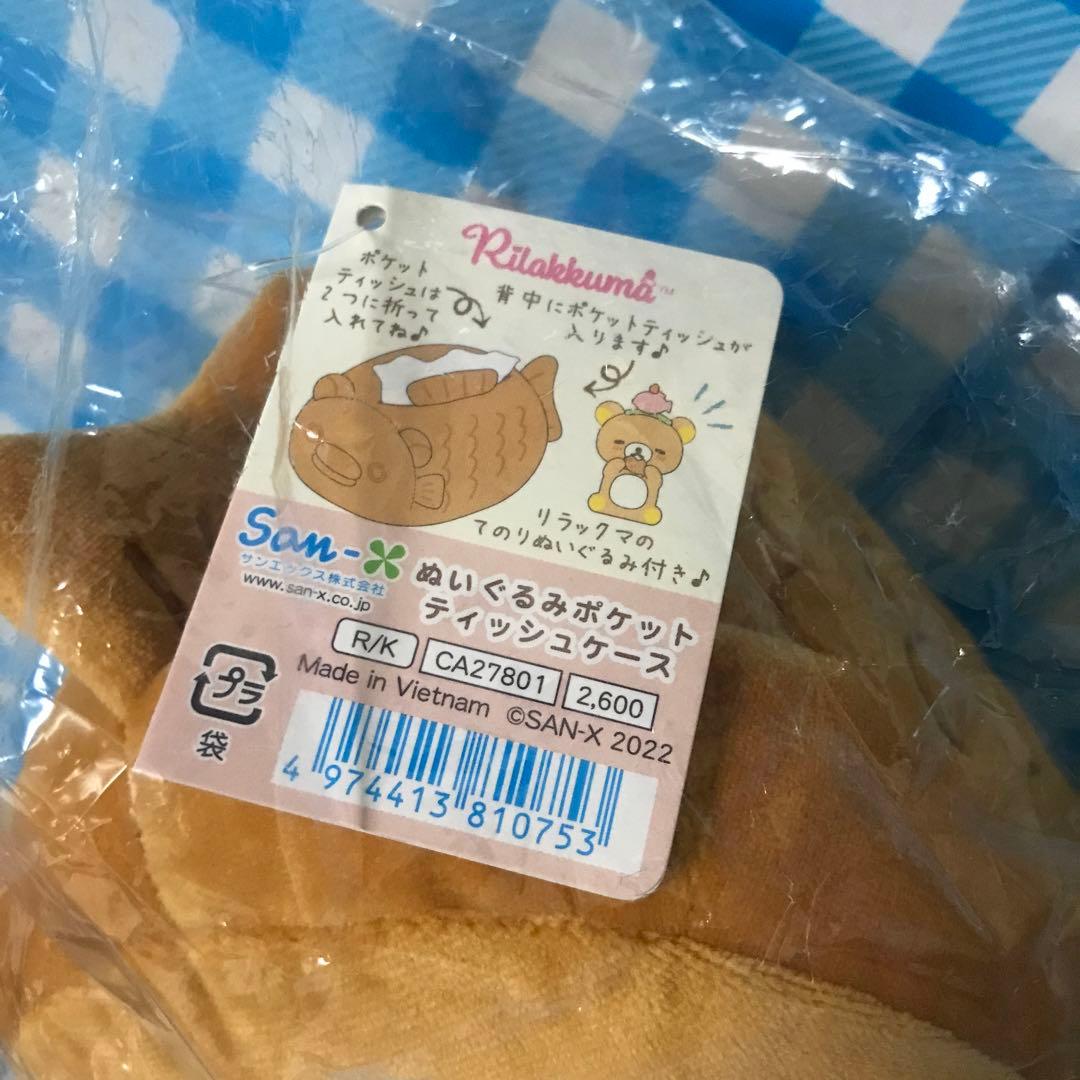 Rilakkuma™
ポケット
ティッシュは
2つに折って
入れてね♪
背中にポケットティッシュが
入ります♪
リラックマの
てのりぬいぐるみ付き♪
San-X
サンエックス株式会社
www.san-x.co.jp
ぬいぐるみポケット
ティッシュケース
R/K CA27801 2,600
Made in Vietnam ©SAN-X 2022
プラ
袋
4 974413 810753